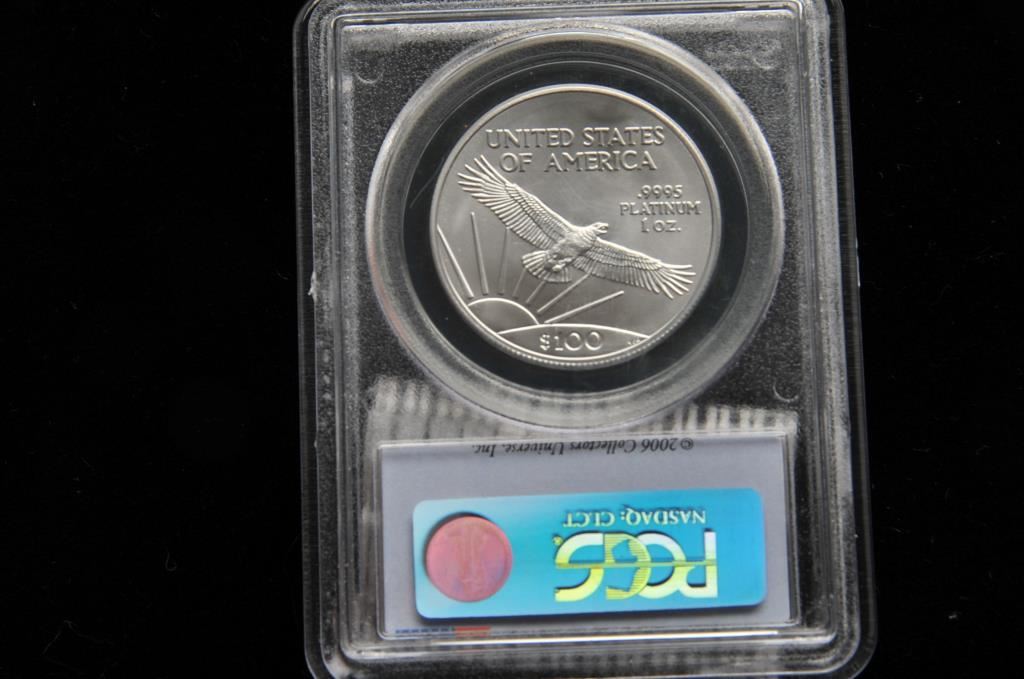 UNITED STATES
OF AMERICA
.9995
PLATINUM
1 OZ.
$100
© 2006 Collectors Universe, Inc.
NASDAQ: CLCT
PCGS